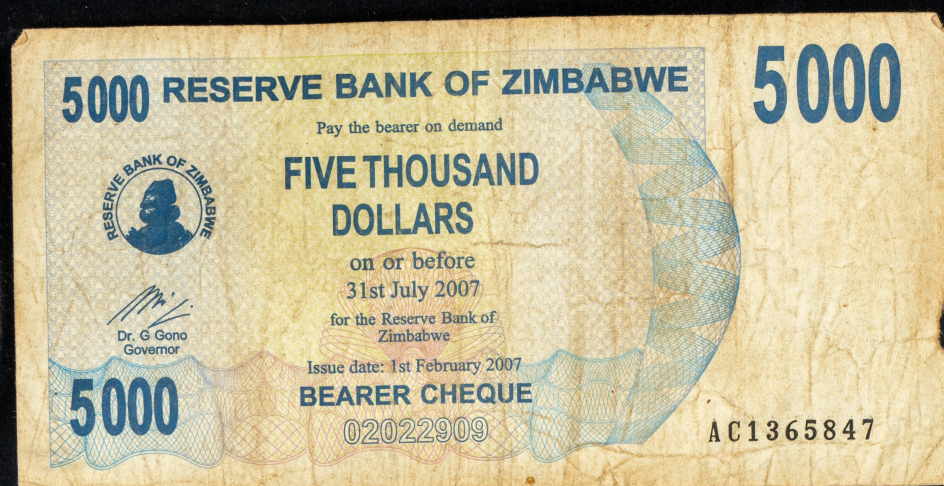 5000 RESERVE BANK OF ZIMBABWE 5000
Pay the bearer on demand
FIVE THOUSAND
DOLLARS
RESERVE BANK OF ZIMBABWE
on or before
31st July 2007
for the Reserve Bank of
Zimbabwe
Dr. G Gono
Governor
Issue date: 1st February 2007
5000
BEARER CHEQUE
02022909
AC1365847